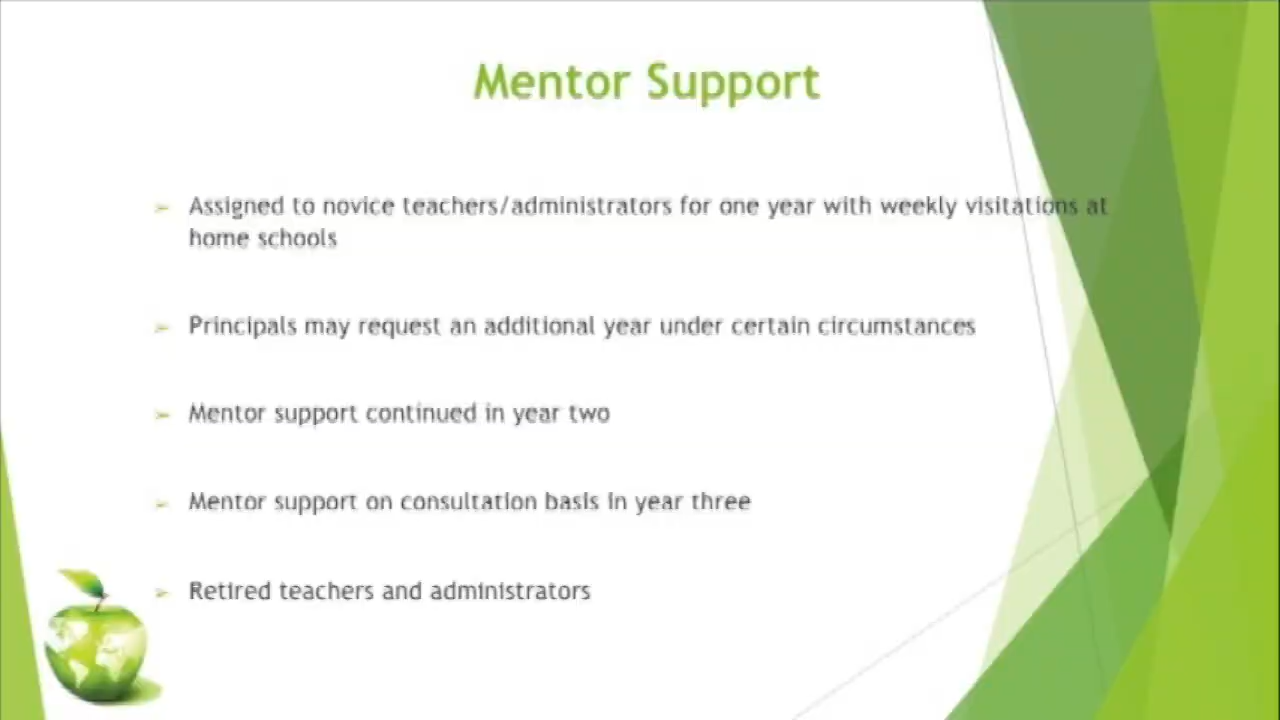 Mentor Support
➢ Assigned to novice teachers/administrators for one year with weekly visitations at
home schools
➢ Principals may request an additional year under certain circumstances
➢ Mentor support continued in year two
➢ Mentor support on consultation basis in year three
➢ Retired teachers and administrators